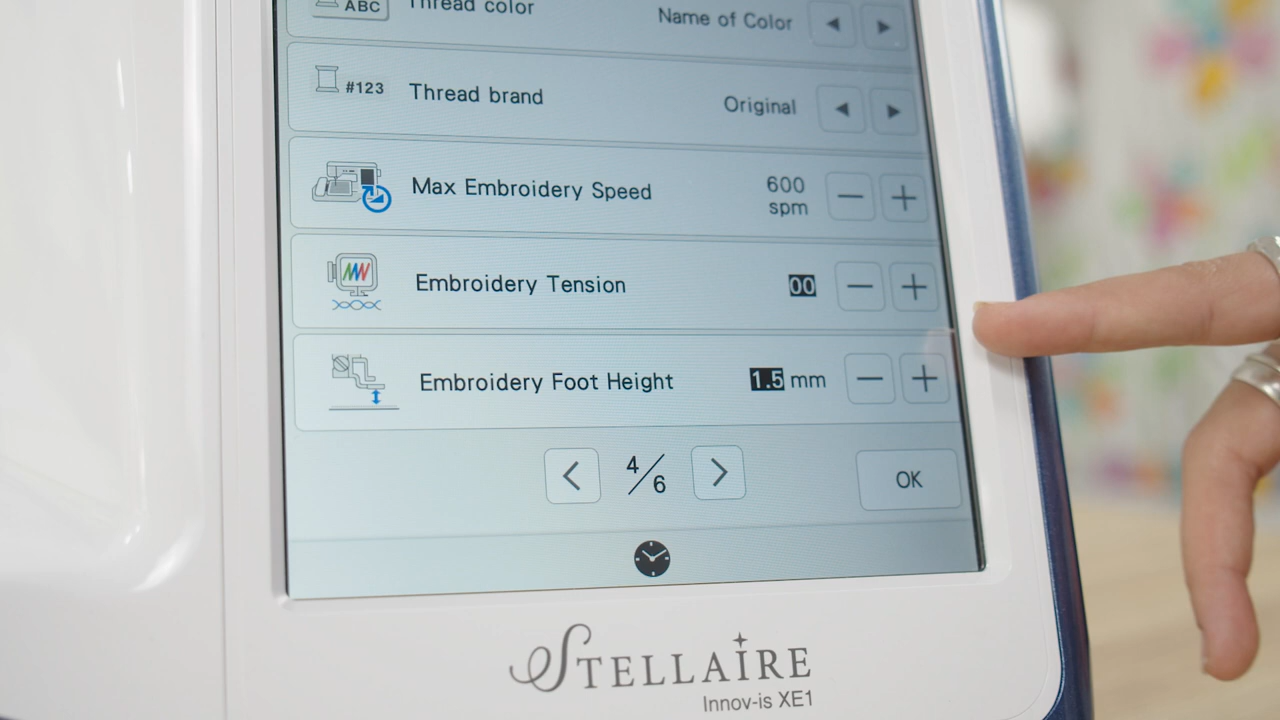 ABC Thread color Name of Color
#123 Thread brand Original
Max Embroidery Speed 600
spm
Embroidery Tension 00
Embroidery Foot Height 1.5 mm
4/6 OK
STELLAIRE
Innov-is XE1